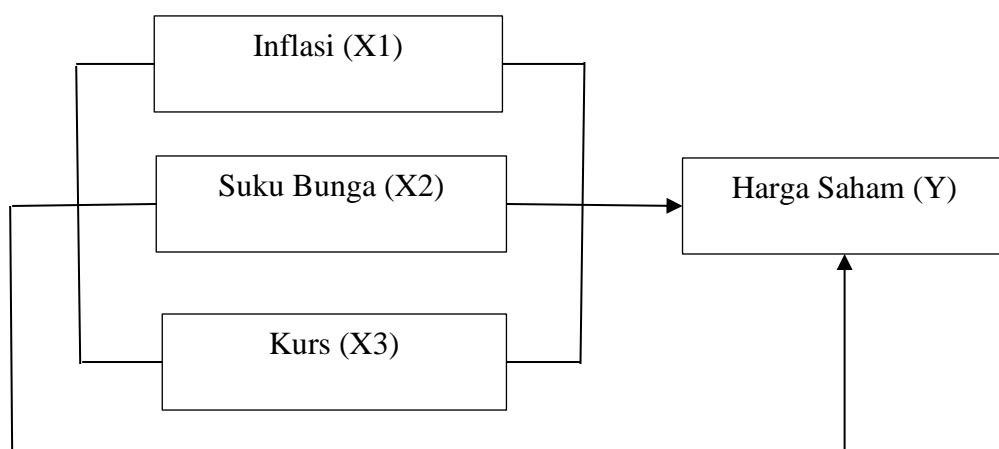 Inflasi (X1)
Suku Bunga (X2)
Harga Saham (Y)
Kurs (X3)